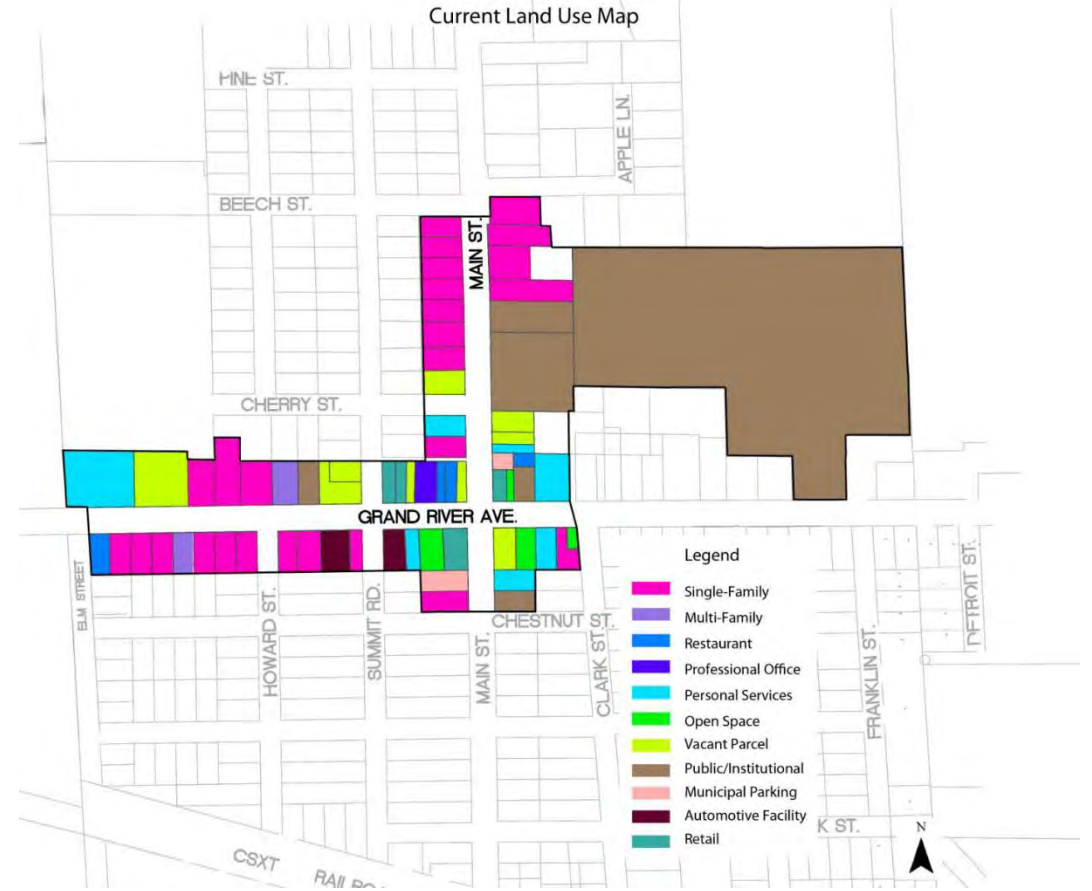 Current Land Use Map
PINE ST.
APPLE LN.
BEECH ST.
MAIN ST.
CHERRY ST.
GRAND RIVER AVE.
ELM STREET
HOWARD ST.
SUMMIT RD.
MAIN ST.
CHESTNUT ST.
CLARK ST.
FRANKLIN ST.
DETROIT ST.
Legend
Single-Family
Multi-Family
Restaurant
Professional Office
Personal Services
Open Space
Vacant Parcel
Public/Institutional
Municipal Parking
Automotive Facility
Retail
K ST.
N
CSXT